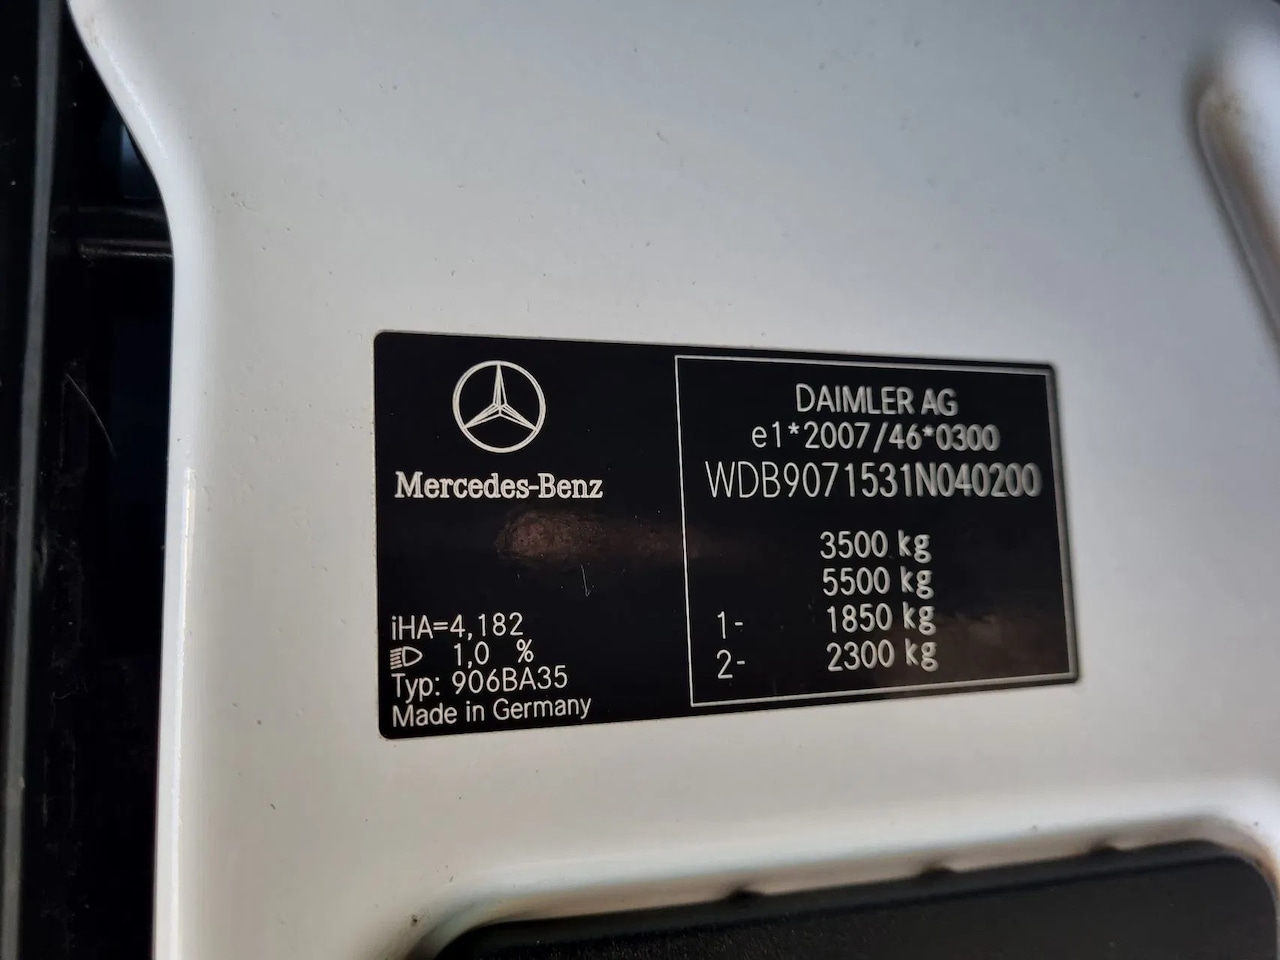 Mercedes-Benz
iHA=4,182
1,0 %
Typ: 906BA35
Made in Germany
DAIMLER AG
e1*2007/46*0300
WDB9071531N040200
3500 kg
5500 kg
1- 1850 kg
2- 2300 kg